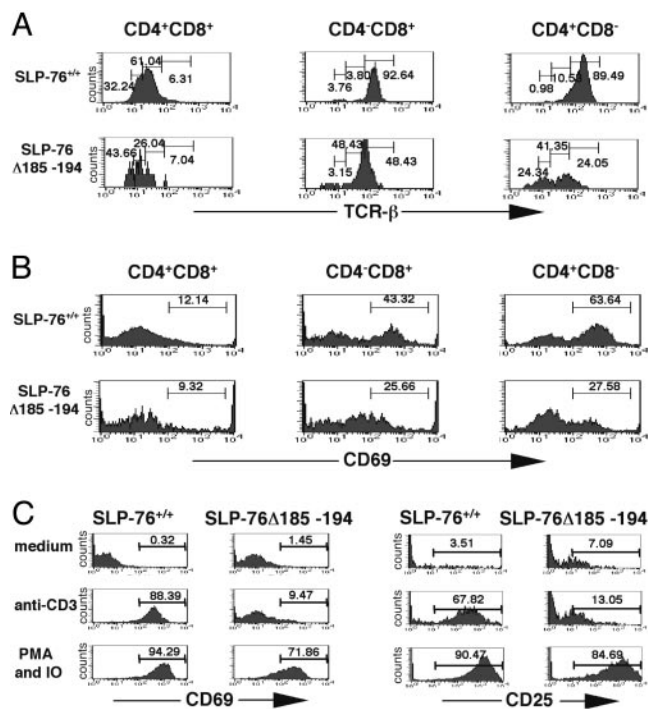 A
CD4⁺CD8⁺ CD4⁻CD8⁺ CD4⁺CD8⁻
SLP-76⁺/⁺
counts
61.04 32.24 6.31
3.80 3.76 92.64
10.53 0.98 89.49
SLP-76
Δ185 -194
counts
26.04 43.66 7.04
48.43 3.15 48.43
41.35 24.34 24.05
TCR-β
B
CD4⁺CD8⁺ CD4⁻CD8⁺ CD4⁺CD8⁻
SLP-76⁺/⁺
counts
12.14 43.32 63.64
SLP-76
Δ185 -194
counts
9.32 25.66 27.58
CD69
C
SLP-76⁺/⁺ SLP-76Δ185 -194 SLP-76⁺/⁺ SLP-76Δ185 -194
medium
counts
0.32 1.45 3.51 7.09
anti-CD3
counts
88.39 9.47 67.82 13.05
PMA
and IO
counts
94.29 71.86 90.47 84.69
CD69 CD25